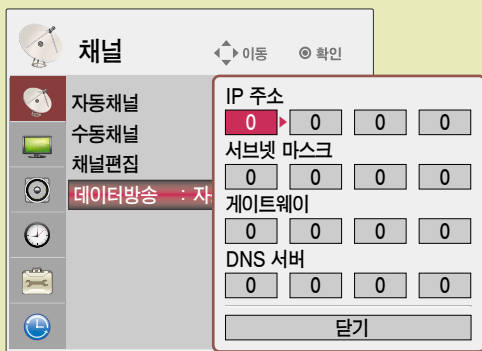 채널
이동
확인
자동채널
수동채널
채널편집
데이터방송 : 자
IP 주소
0 0 0 0
서브넷 마스크
0 0 0 0
게이트웨이
0 0 0 0
DNS 서버
0 0 0 0
닫기